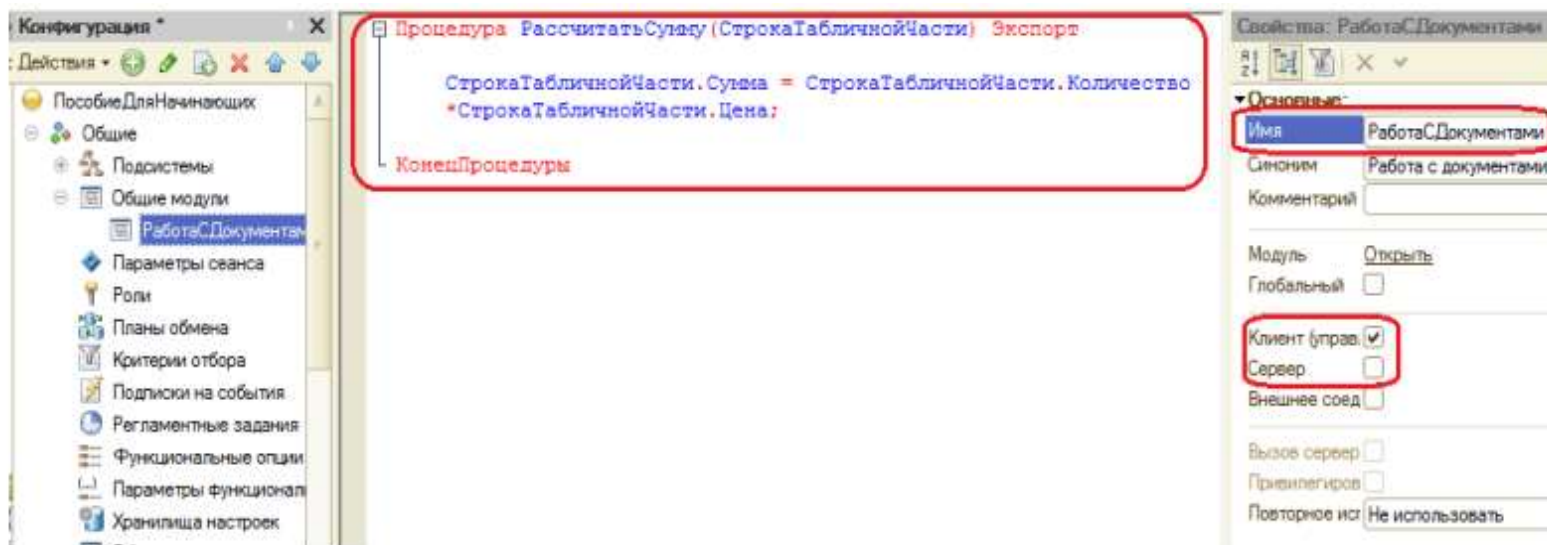 Конфигурация *
Действия
ПособиеДляНачинающих
Общие
Подсистемы
Общие модули
РаботаСДокументам
Параметры сеанса
Роли
Планы обмена
Критерии отбора
Подписки на события
Регламентные задания
Функциональные опции
Параметры функционал
Хранилища настроек
Процедура РассчитатьСумму(СтрокаТабличнойЧасти) Экспорт
СтрокаТабличнойЧасти.Сумма = СтрокаТабличнойЧасти.Количество
*СтрокаТабличнойЧасти.Цена;
КонецПроцедуры
Свойства: РаботаСДокументами
Основные:
Имя РаботаСДокументами
Синоним Работа с документами
Комментарий
Модуль Открыть
Глобальный
Клиент (управ.
Сервер
Внешнее соед
Вызов сервер
Привилегиров
Повторное исг Не использовать